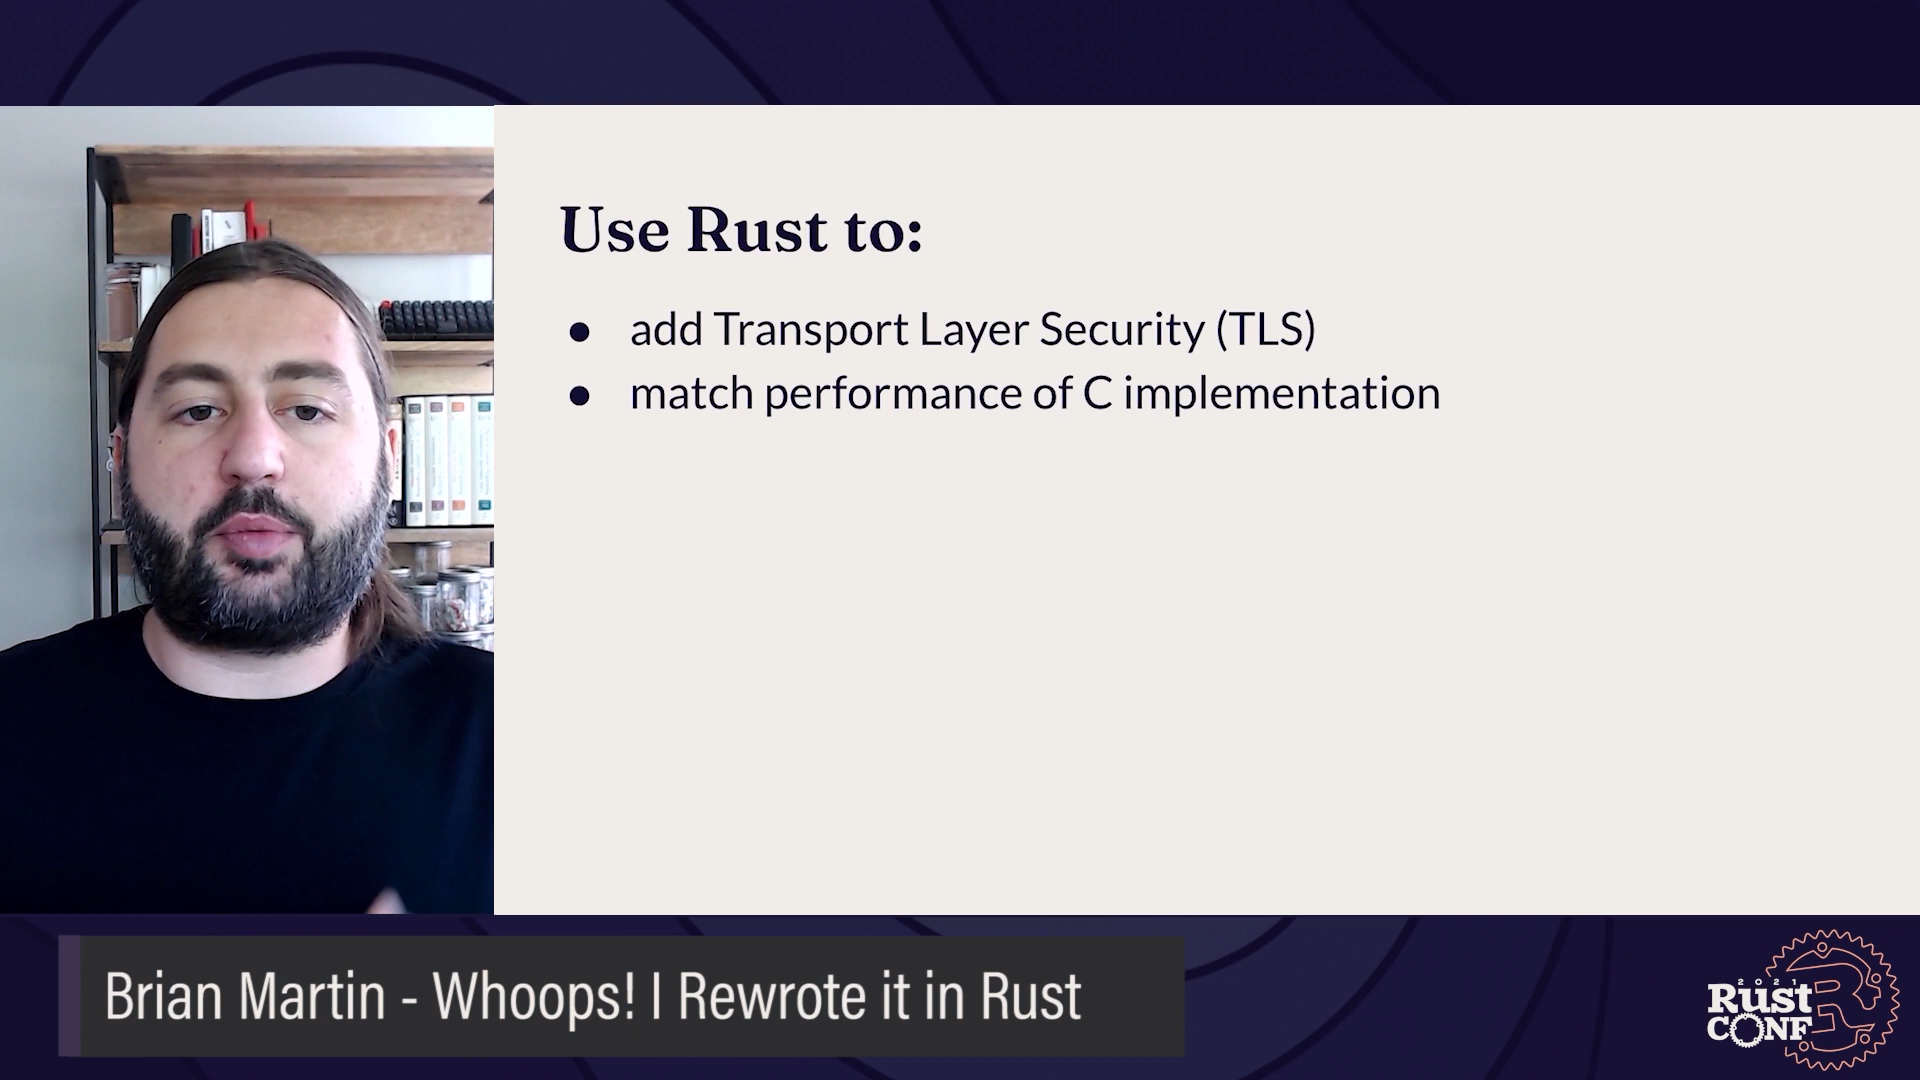 Use Rust to:
● add Transport Layer Security (TLS)
● match performance of C implementation
Brian Martin - Whoops! I Rewrote it in Rust
2021
Rust
CONF
R